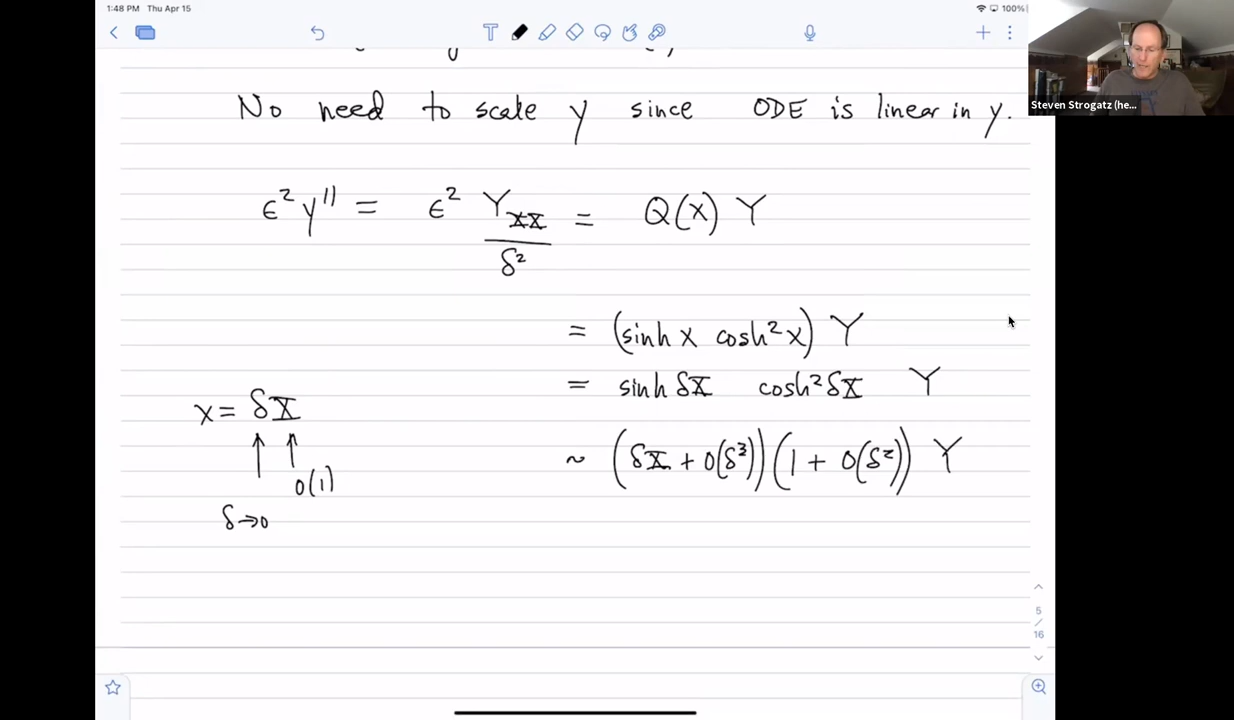 1:48 PM Thu Apr 15
100%
Steven Strogatz (he...
No need to scale y since ODE is linear in y.
ϵ² y'' = ϵ² Y_XX / δ² = Q(x) Y
= (sinh x cosh² x) Y
= sinh δX cosh² δX Y
x = δX
~ (δX + O(δ³)) (1 + O(δ²)) Y
O(1)
δ→0
5
/
16